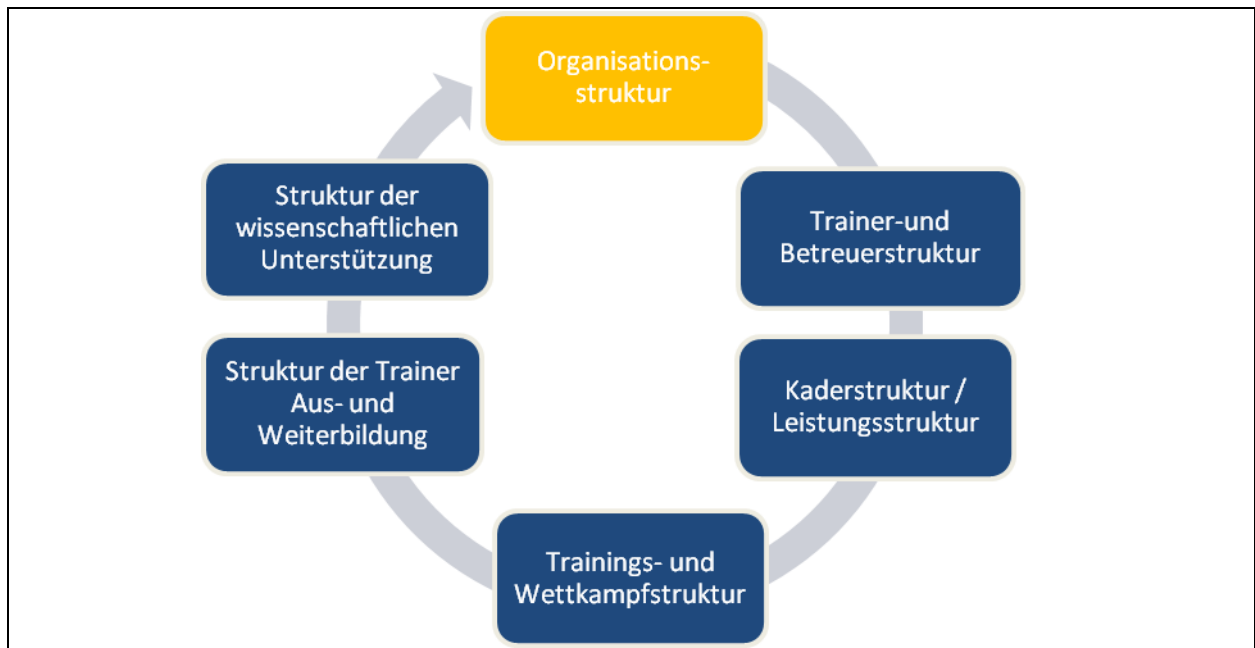 Organisations-
struktur
Trainer-und
Betreuerstruktur
Kaderstruktur /
Leistungsstruktur
Trainings- und
Wettkampfstruktur
Struktur der Trainer
Aus- und
Weiterbildung
Struktur der
wissenschaftlichen
Unterstützung